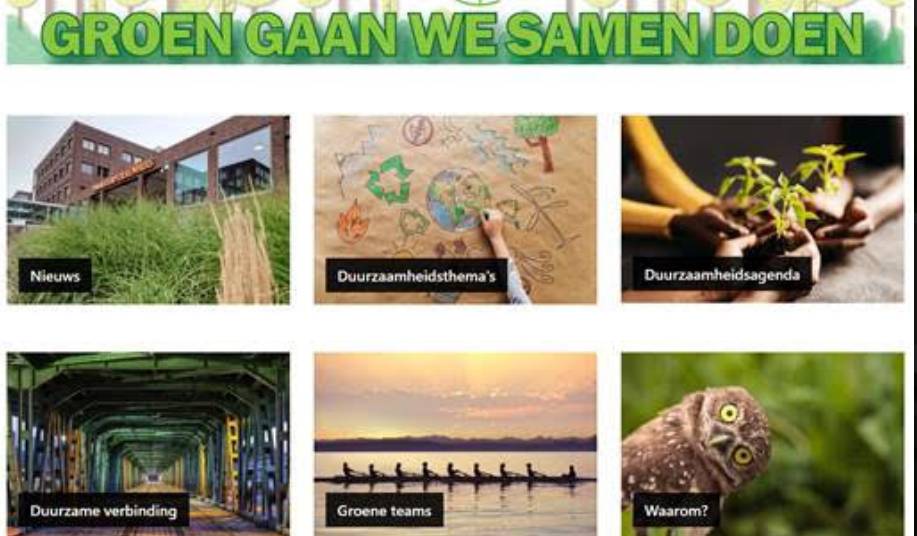 GROEN GAAN WE SAMEN DOEN
Nieuws
Duurzaamheidsthema's
Duurzaamheidsagenda
Duurzame verbinding
Groene teams
Waarom?